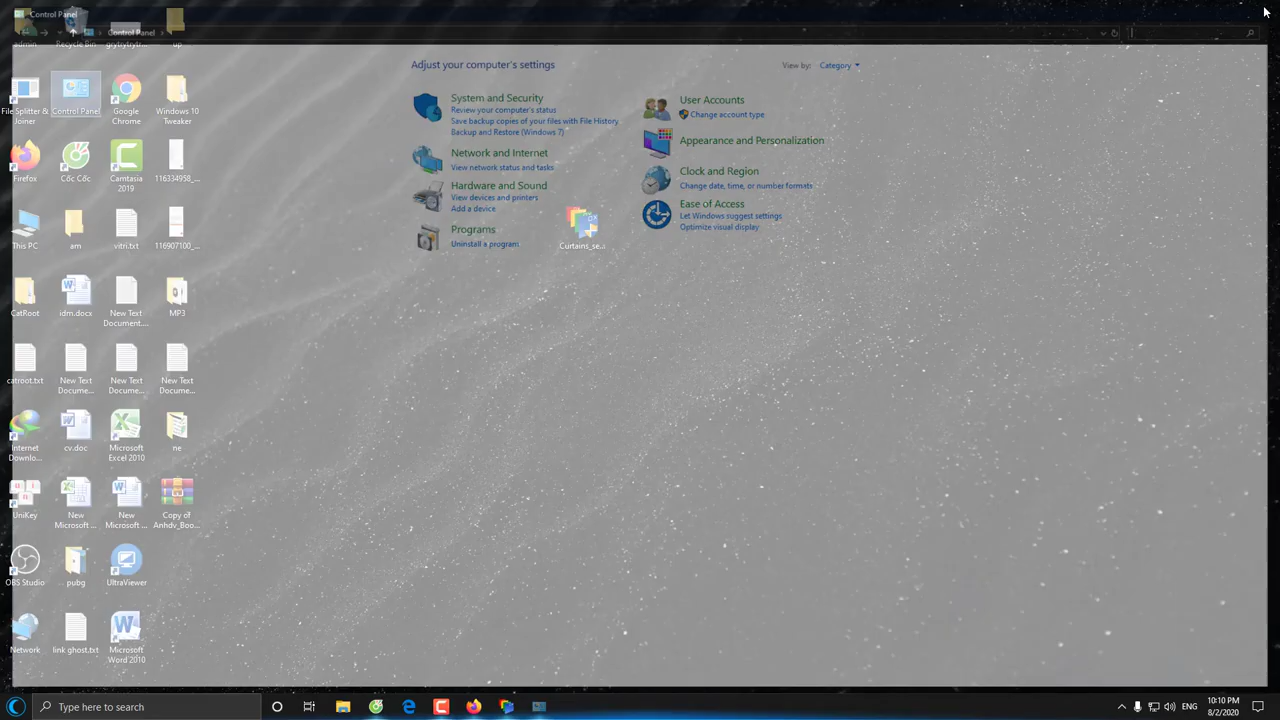 Control Panel
Control Panel
admin
Recycle Bin
grytrytrytr...
up
Adjust your computer's settings
View by:
Category
System and Security
Review your computer's status
Save backup copies of your files with File History
Backup and Restore (Windows 7)
Network and Internet
View network status and tasks
Hardware and Sound
View devices and printers
Add a device
Programs
Uninstall a program
User Accounts
Change account type
Appearance and Personalization
Clock and Region
Change date, time, or number formats
Ease of Access
Let Windows suggest settings
Optimize visual display
Curtains_se...
File Splitter &
Joiner
Control Panel
Google
Chrome
Windows 10
Tweaker
Firefox
Cốc Cốc
Camtasia
2019
116334958_...
This PC
am
vitri.txt
116907100_...
CatRoot
idm.docx
New Text
Document....
MP3
catroot.txt
New Text
Docume...
New Text
Docume...
New Text
Docume...
Internet
Downlo...
cv.doc
Microsoft
Excel 2010
ne
UniKey
New
Microsoft ...
New
Microsoft ...
Copy of
Anhdv_Boo...
OBS Studio
pubg
UltraViewer
Network
link ghost.txt
Microsoft
Word 2010
Type here to search
ENG
10:10 PM
8/2/2020